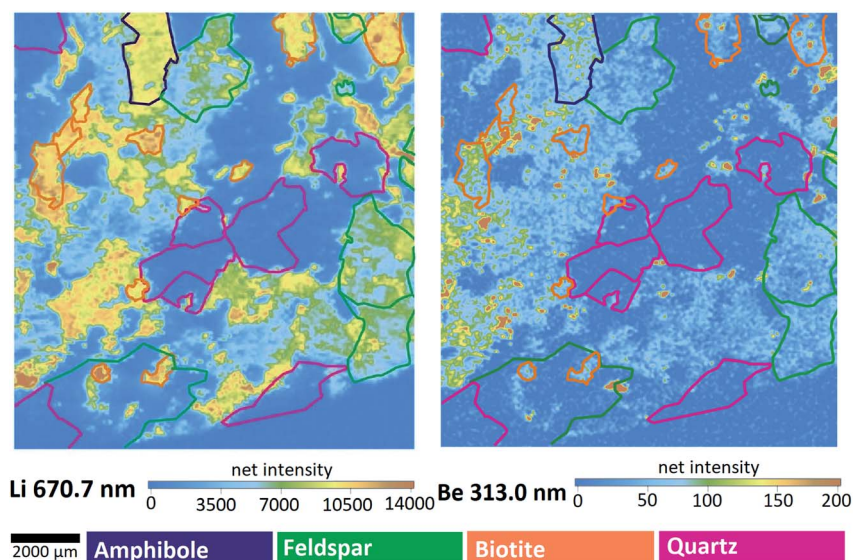 net intensity
Li 670.7 nm
0 3500 7000 10500 14000
net intensity
Be 313.0 nm
0 50 100 150 200
2000 µm
Amphibole
Feldspar
Biotite
Quartz